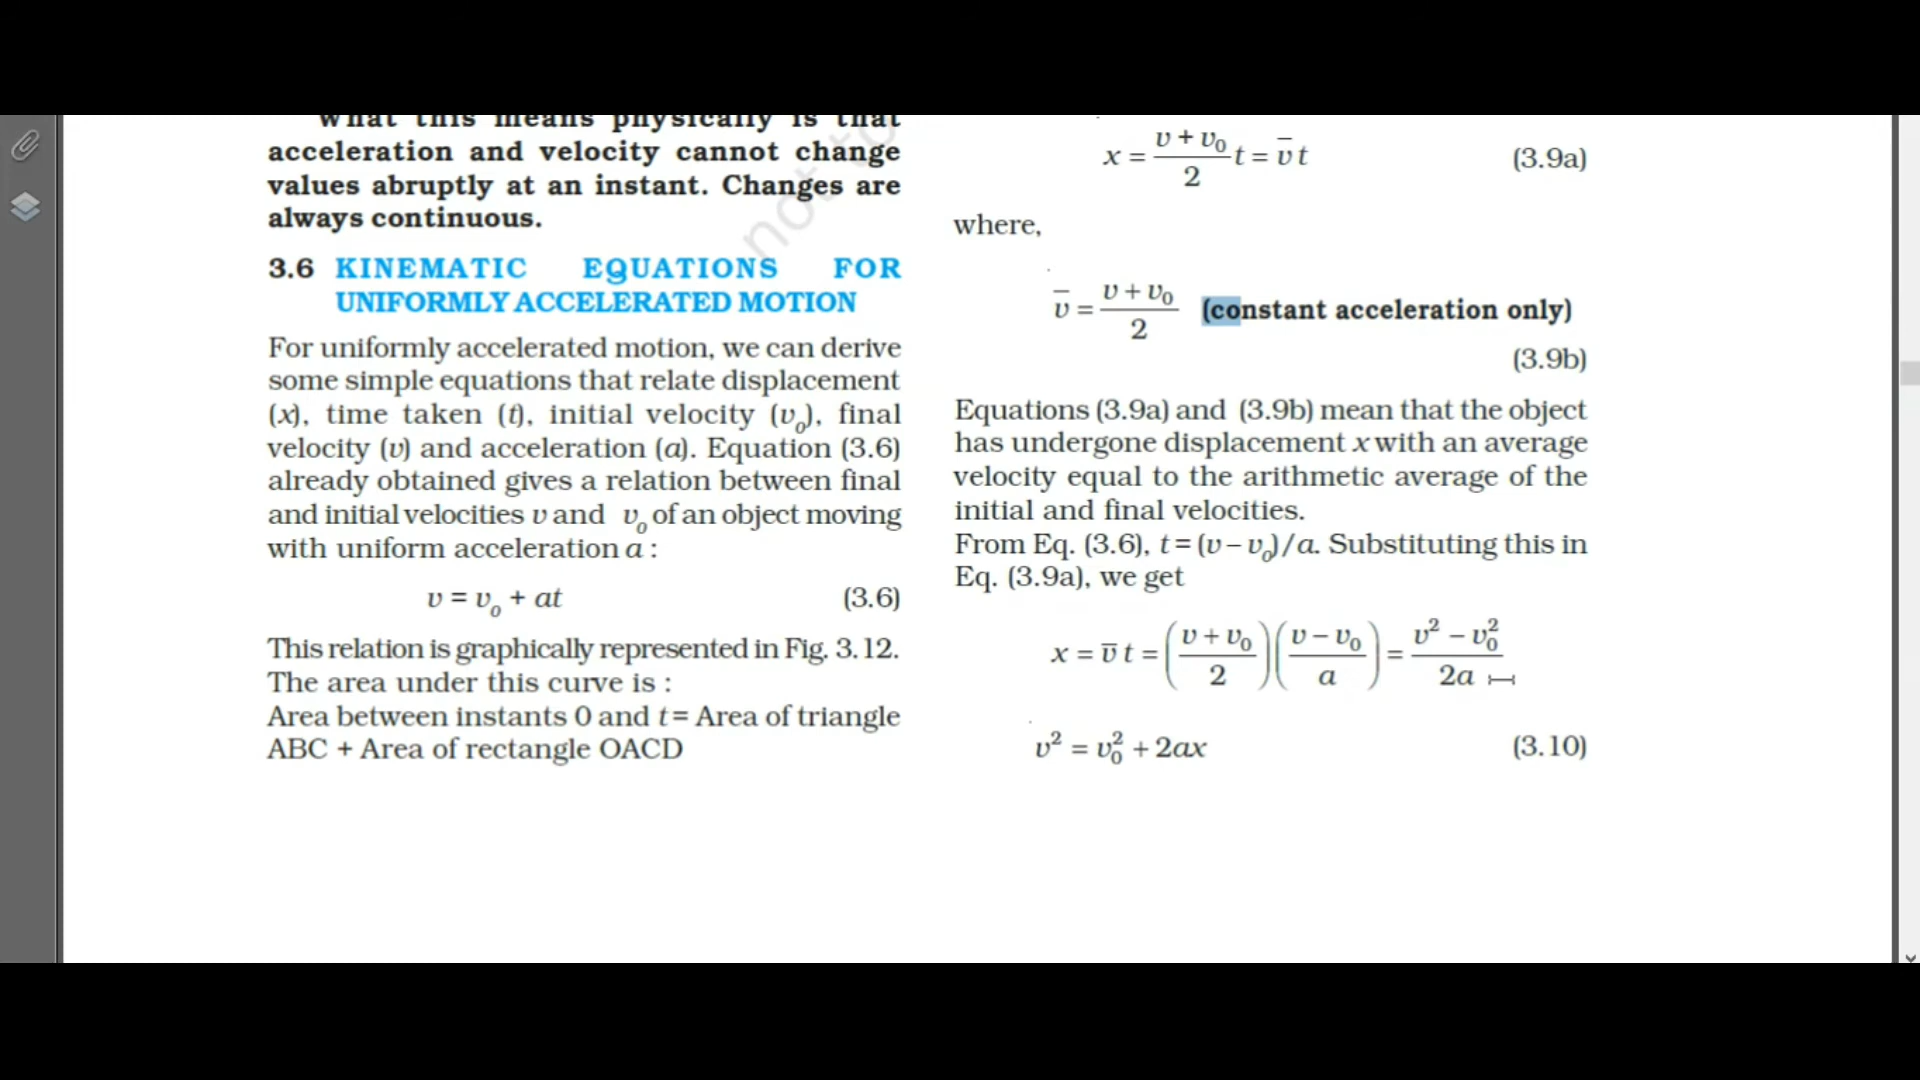 What this means physically is that
acceleration and velocity cannot change
values abruptly at an instant. Changes are
always continuous.
3.6 KINEMATIC EQUATIONS FOR
UNIFORMLY ACCELERATED MOTION
For uniformly accelerated motion, we can derive
some simple equations that relate displacement
(x), time taken (t), initial velocity (v₀), final
velocity (v) and acceleration (a). Equation (3.6)
already obtained gives a relation between final
and initial velocities v and v₀ of an object moving
with uniform acceleration a :
v = v₀ + at (3.6)
This relation is graphically represented in Fig. 3.12.
The area under this curve is :
Area between instants 0 and t = Area of triangle
ABC + Area of rectangle OACD
x = (v + v₀)/2 t = v̅ t (3.9a)
where,
v̅ = (v + v₀)/2 (constant acceleration only)
(3.9b)
Equations (3.9a) and (3.9b) mean that the object
has undergone displacement x with an average
velocity equal to the arithmetic average of the
initial and final velocities.
From Eq. (3.6), t = (v – v₀)/a. Substituting this in
Eq. (3.9a), we get
x = v̅ t = ((v + v₀)/2)((v − v₀)/a) = (v² − v₀²)/2a
v² = v₀² + 2ax (3.10)
not to